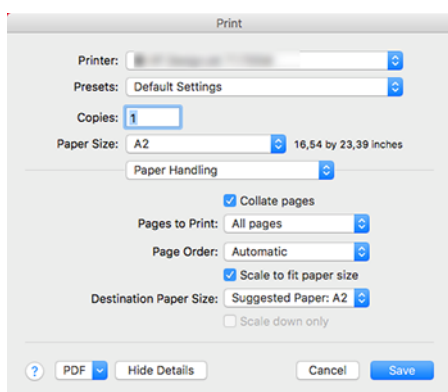 Print
Printer:
Presets: Default Settings
Copies: 1
Paper Size: A2 16,54 by 23,39 inches
Paper Handling
Collate pages
Pages to Print: All pages
Page Order: Automatic
Scale to fit paper size
Destination Paper Size: Suggested Paper: A2
Scale down only
? PDF Hide Details Cancel Save